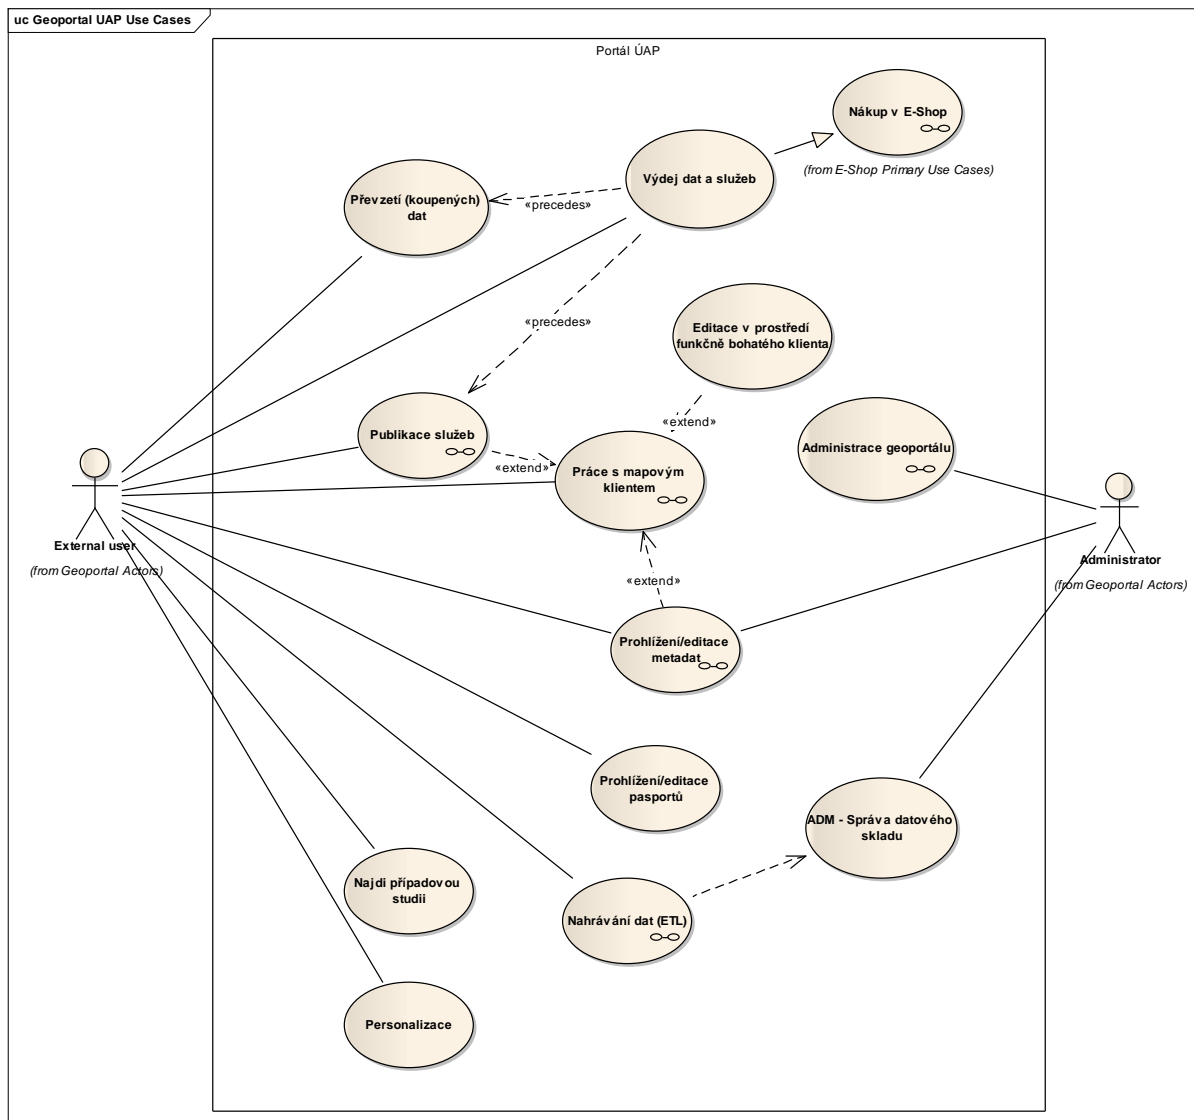 uc Geoportal UAP Use Cases
Portál ÚAP
Nákup v E-Shop
(from E-Shop Primary Use Cases)
Výdej dat a služeb
Převzetí (koupených)
dat
«precedes»
«precedes»
Editace v prostředí
funkčně bohatého klienta
«extend»
Publikace služeb
«extend»
Práce s mapovým
klientem
Administrace geoportálu
External user
(from Geoportal Actors)
Administrator
(from Geoportal Actors)
«extend»
Prohlížení/editace
metadat
Prohlížení/editace
pasportů
ADM - Správa datového
skladu
Najdi případovou
studii
Nahrávání dat (ETL)
Personalizace